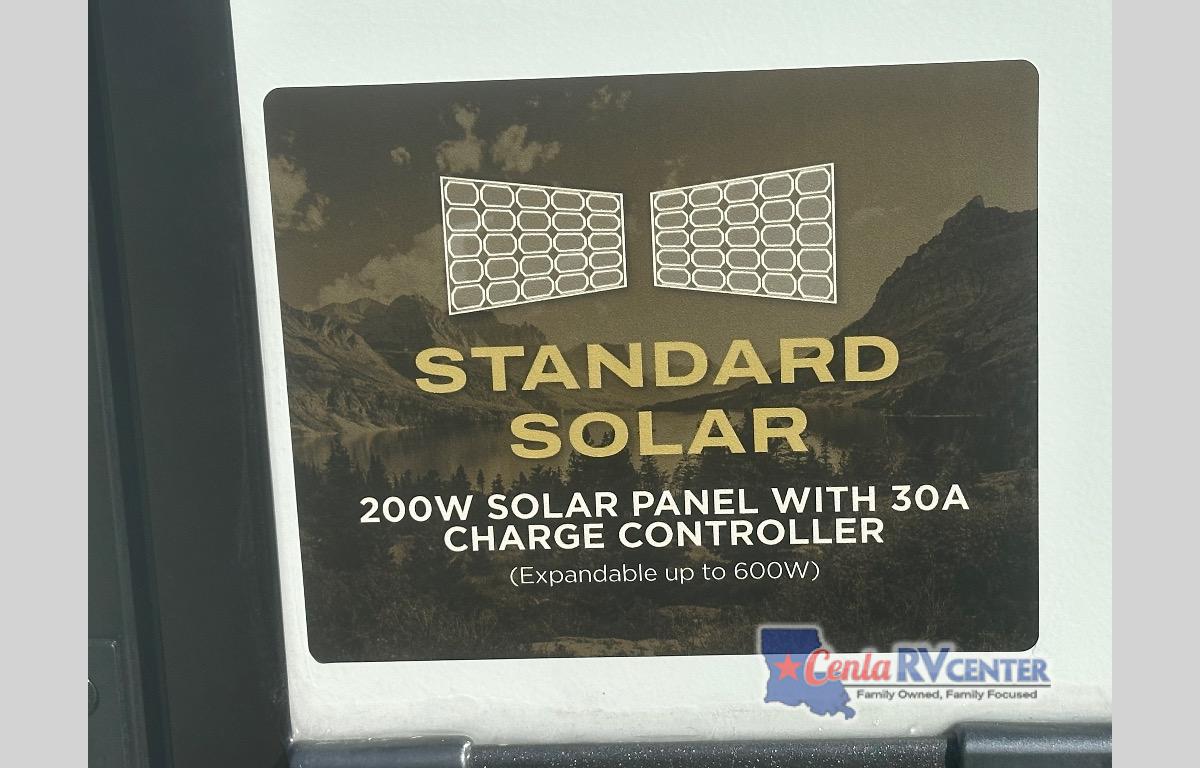 STANDARD
SOLAR
200W SOLAR PANEL WITH 30A
CHARGE CONTROLLER
(Expandable up to 600W)
Cenla RV CENTER
Family Owned, Family Focused